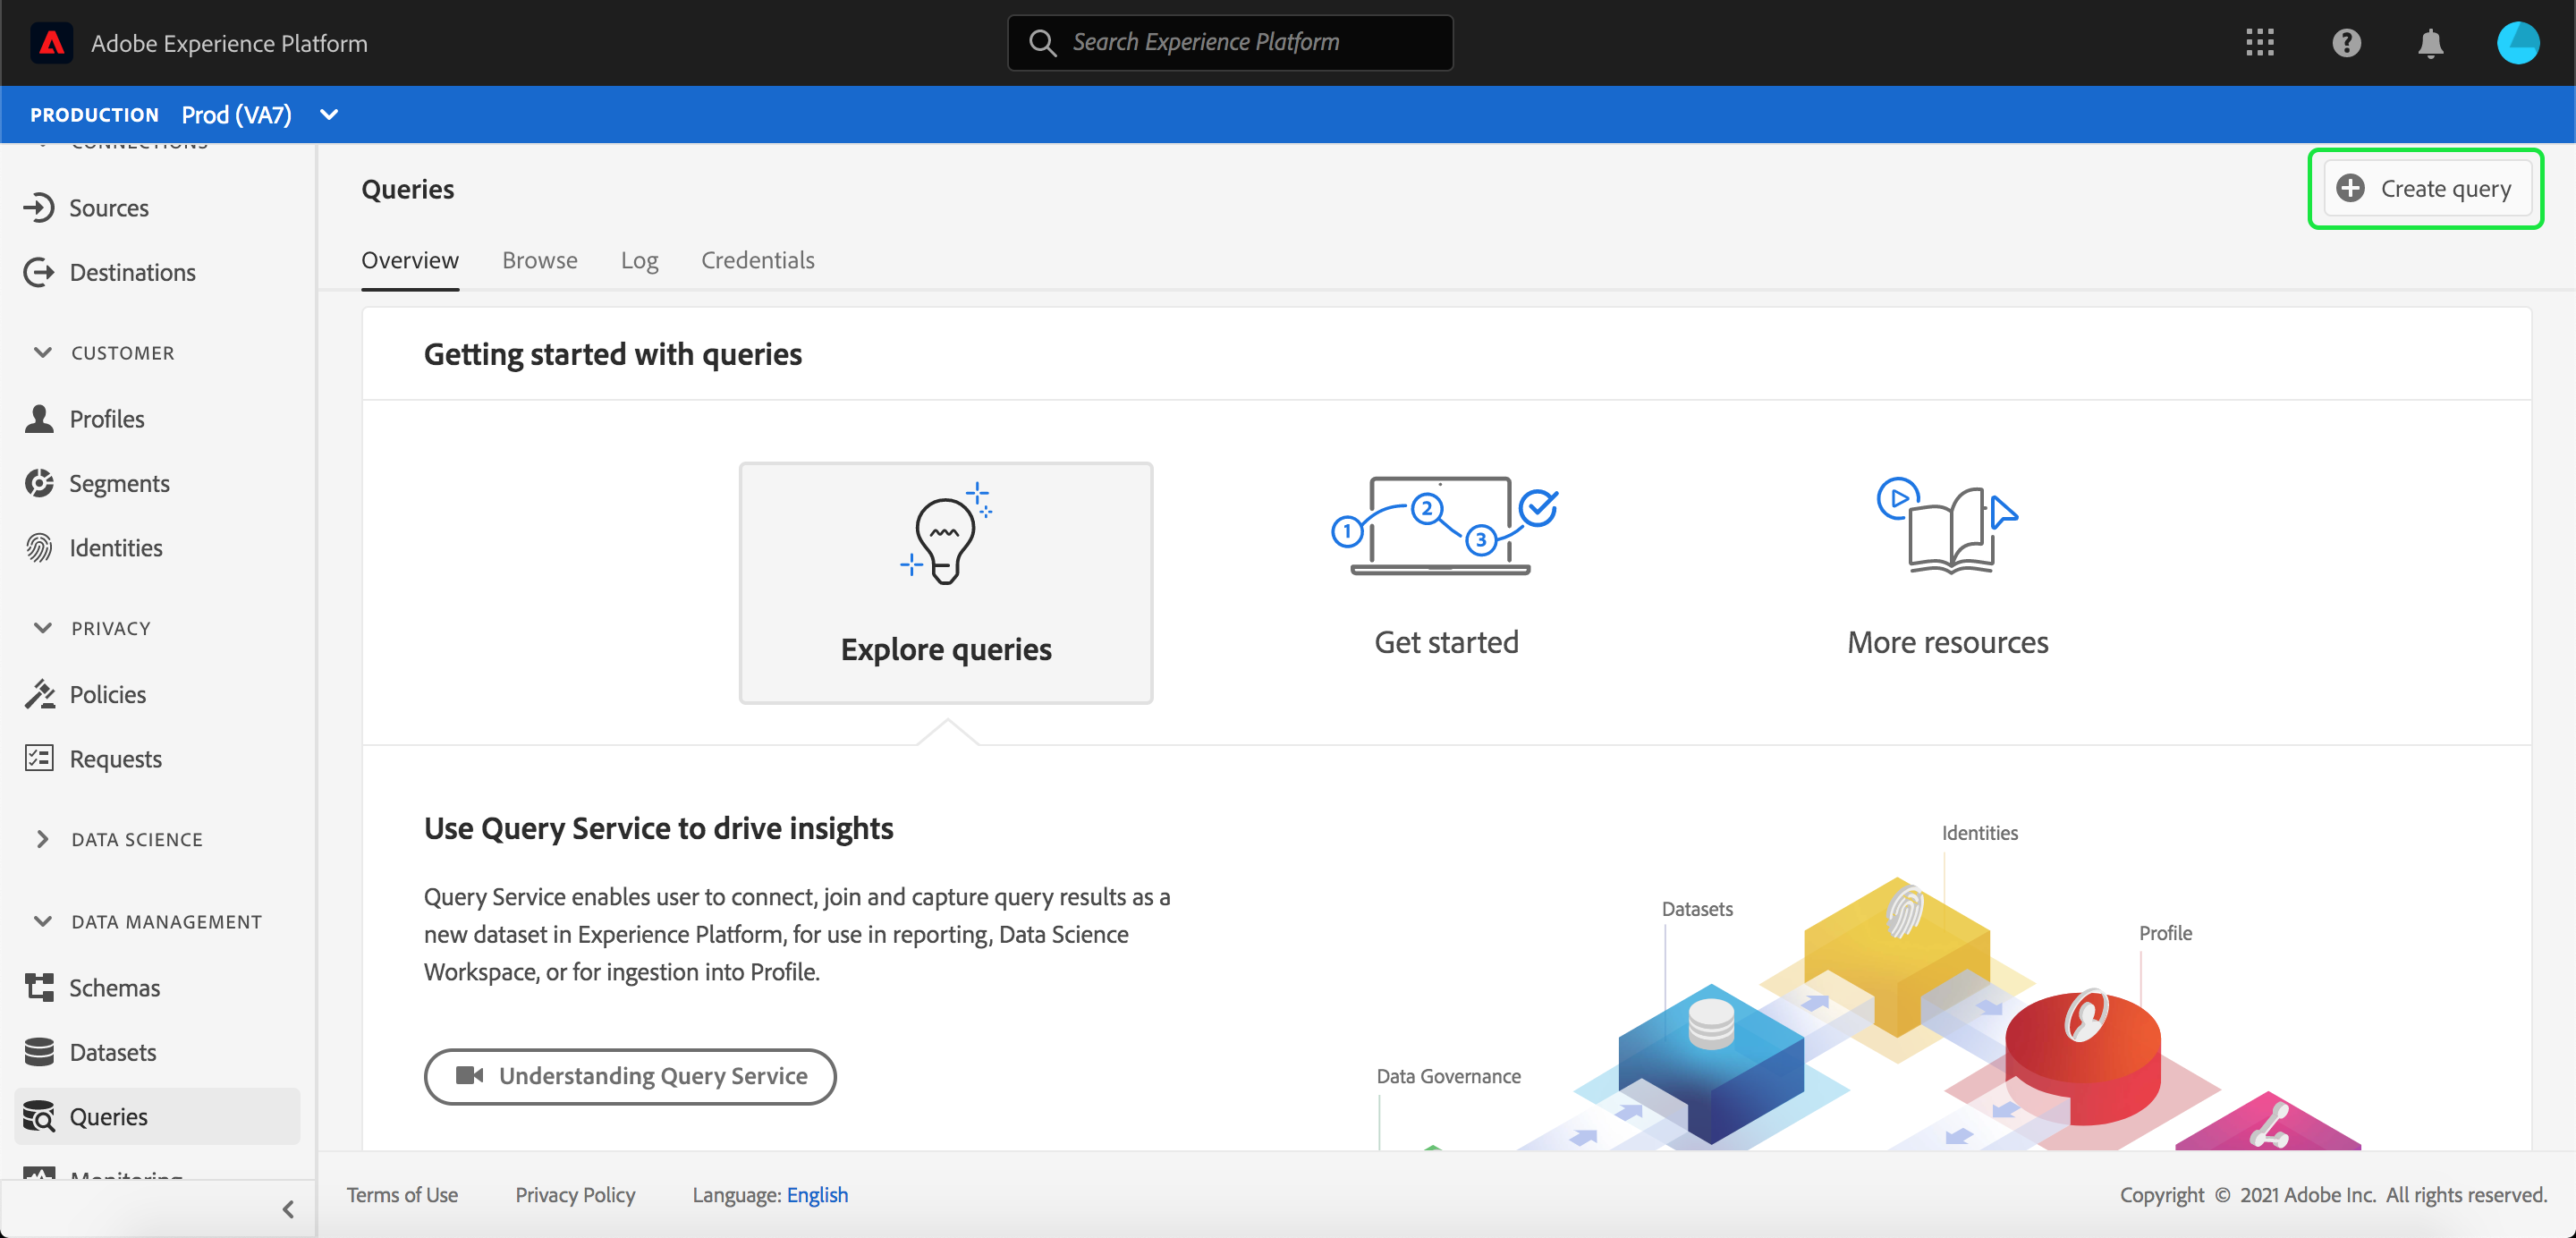 Adobe Experience Platform
Search Experience Platform
PRODUCTION Prod (VA7)
CONNECTIONS
Sources
Destinations
CUSTOMER
Profiles
Segments
Identities
PRIVACY
Policies
Requests
DATA SCIENCE
DATA MANAGEMENT
Schemas
Datasets
Queries
Monitoring
Queries
Create query
Overview Browse Log Credentials
Getting started with queries
1 2 3
Explore queries
Get started
More resources
Use Query Service to drive insights
Query Service enables user to connect, join and capture query results as a
new dataset in Experience Platform, for use in reporting, Data Science
Workspace, or for ingestion into Profile.
Understanding Query Service
Identities
Datasets
Profile
Data Governance
Terms of Use Privacy Policy Language: English
Copyright © 2021 Adobe Inc. All rights reserved.